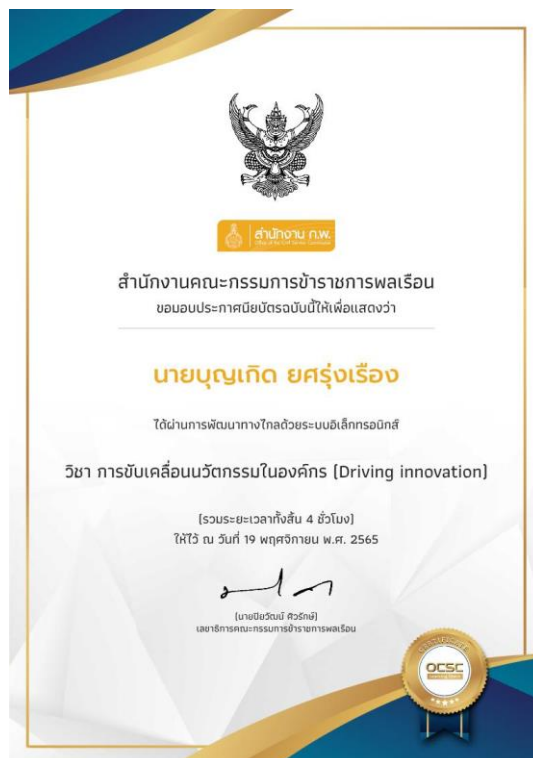 สำนักงาน ก.พ.
Office of the Civil Service Commission
สำนักงานคณะกรรมการข้าราชการพลเรือน
ขอมอบประกาศนียบัตรฉบับนี้ให้เพื่อแสดงว่า
นายบุญเกิด ยศรุ่งเรือง
ได้ผ่านการพัฒนาทางไกลด้วยระบบอิเล็กทรอนิกส์
วิชา การขับเคลื่อนนวัตกรรมในองค์กร (Driving innovation)
(รวมระยะเวลาทั้งสิ้น 4 ชั่วโมง)
ให้ไว้ ณ วันที่ 19 พฤศจิกายน พ.ศ. 2565
(นายปิยวัฒน์ ศิวรักษ์)
เลขาธิการคณะกรรมการข้าราชการพลเรือน
CERTIFICATE
OCSC